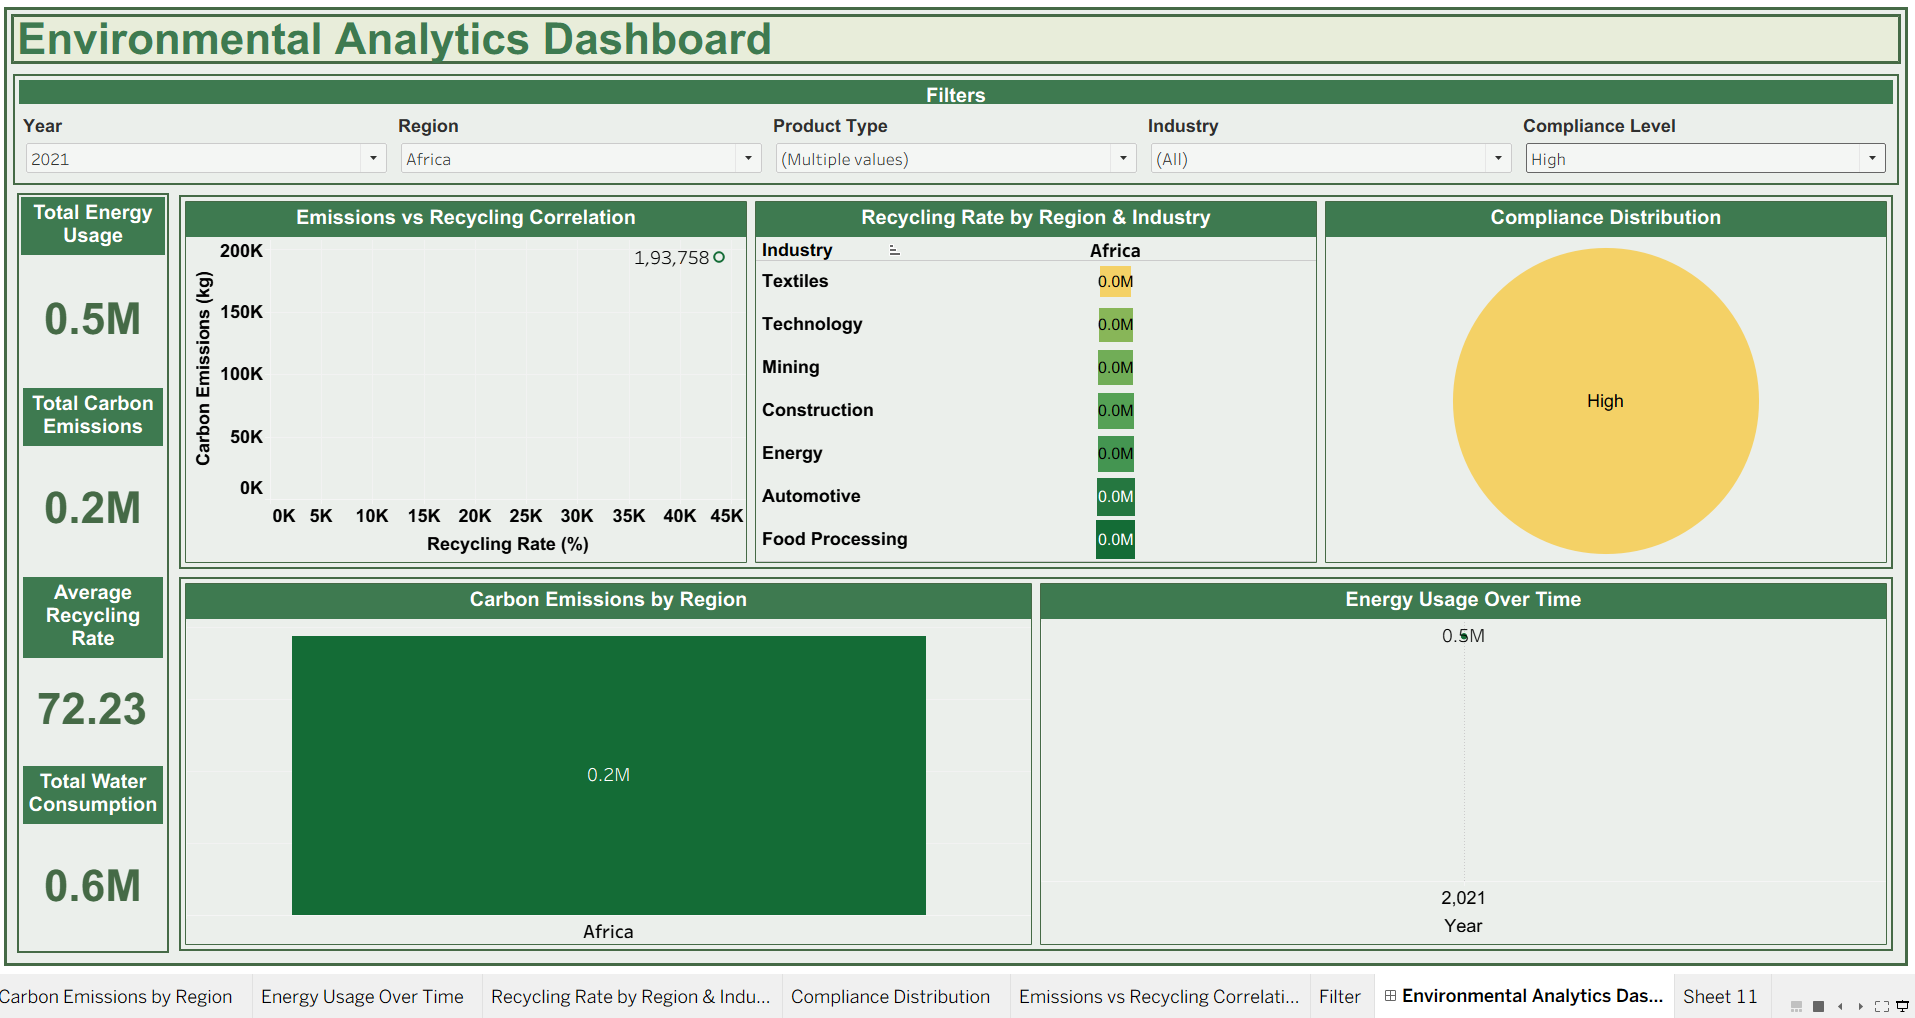 Environmental Analytics Dashboard
Filters
Year
Region
Product Type
Industry
Compliance Level
2021
Africa
(Multiple values)
(All)
High
Total Energy
Usage
0.5M
Total Carbon
Emissions
0.2M
Average
Recycling
Rate
72.23
Total Water
Consumption
0.6M
Emissions vs Recycling Correlation
Carbon Emissions (kg)
200K
150K
100K
50K
0K
1,93,758
0K 5K 10K 15K 20K 25K 30K 35K 40K 45K
Recycling Rate (%)
Recycling Rate by Region & Industry
Industry Africa
Textiles 0.0M
Technology 0.0M
Mining 0.0M
Construction 0.0M
Energy 0.0M
Automotive 0.0M
Food Processing 0.0M
Compliance Distribution
High
Carbon Emissions by Region
0.2M
Africa
Energy Usage Over Time
0.5M
2,021
Year
Carbon Emissions by Region
Energy Usage Over Time
Recycling Rate by Region & Indu...
Compliance Distribution
Emissions vs Recycling Correlati...
Filter
Environmental Analytics Das...
Sheet 11